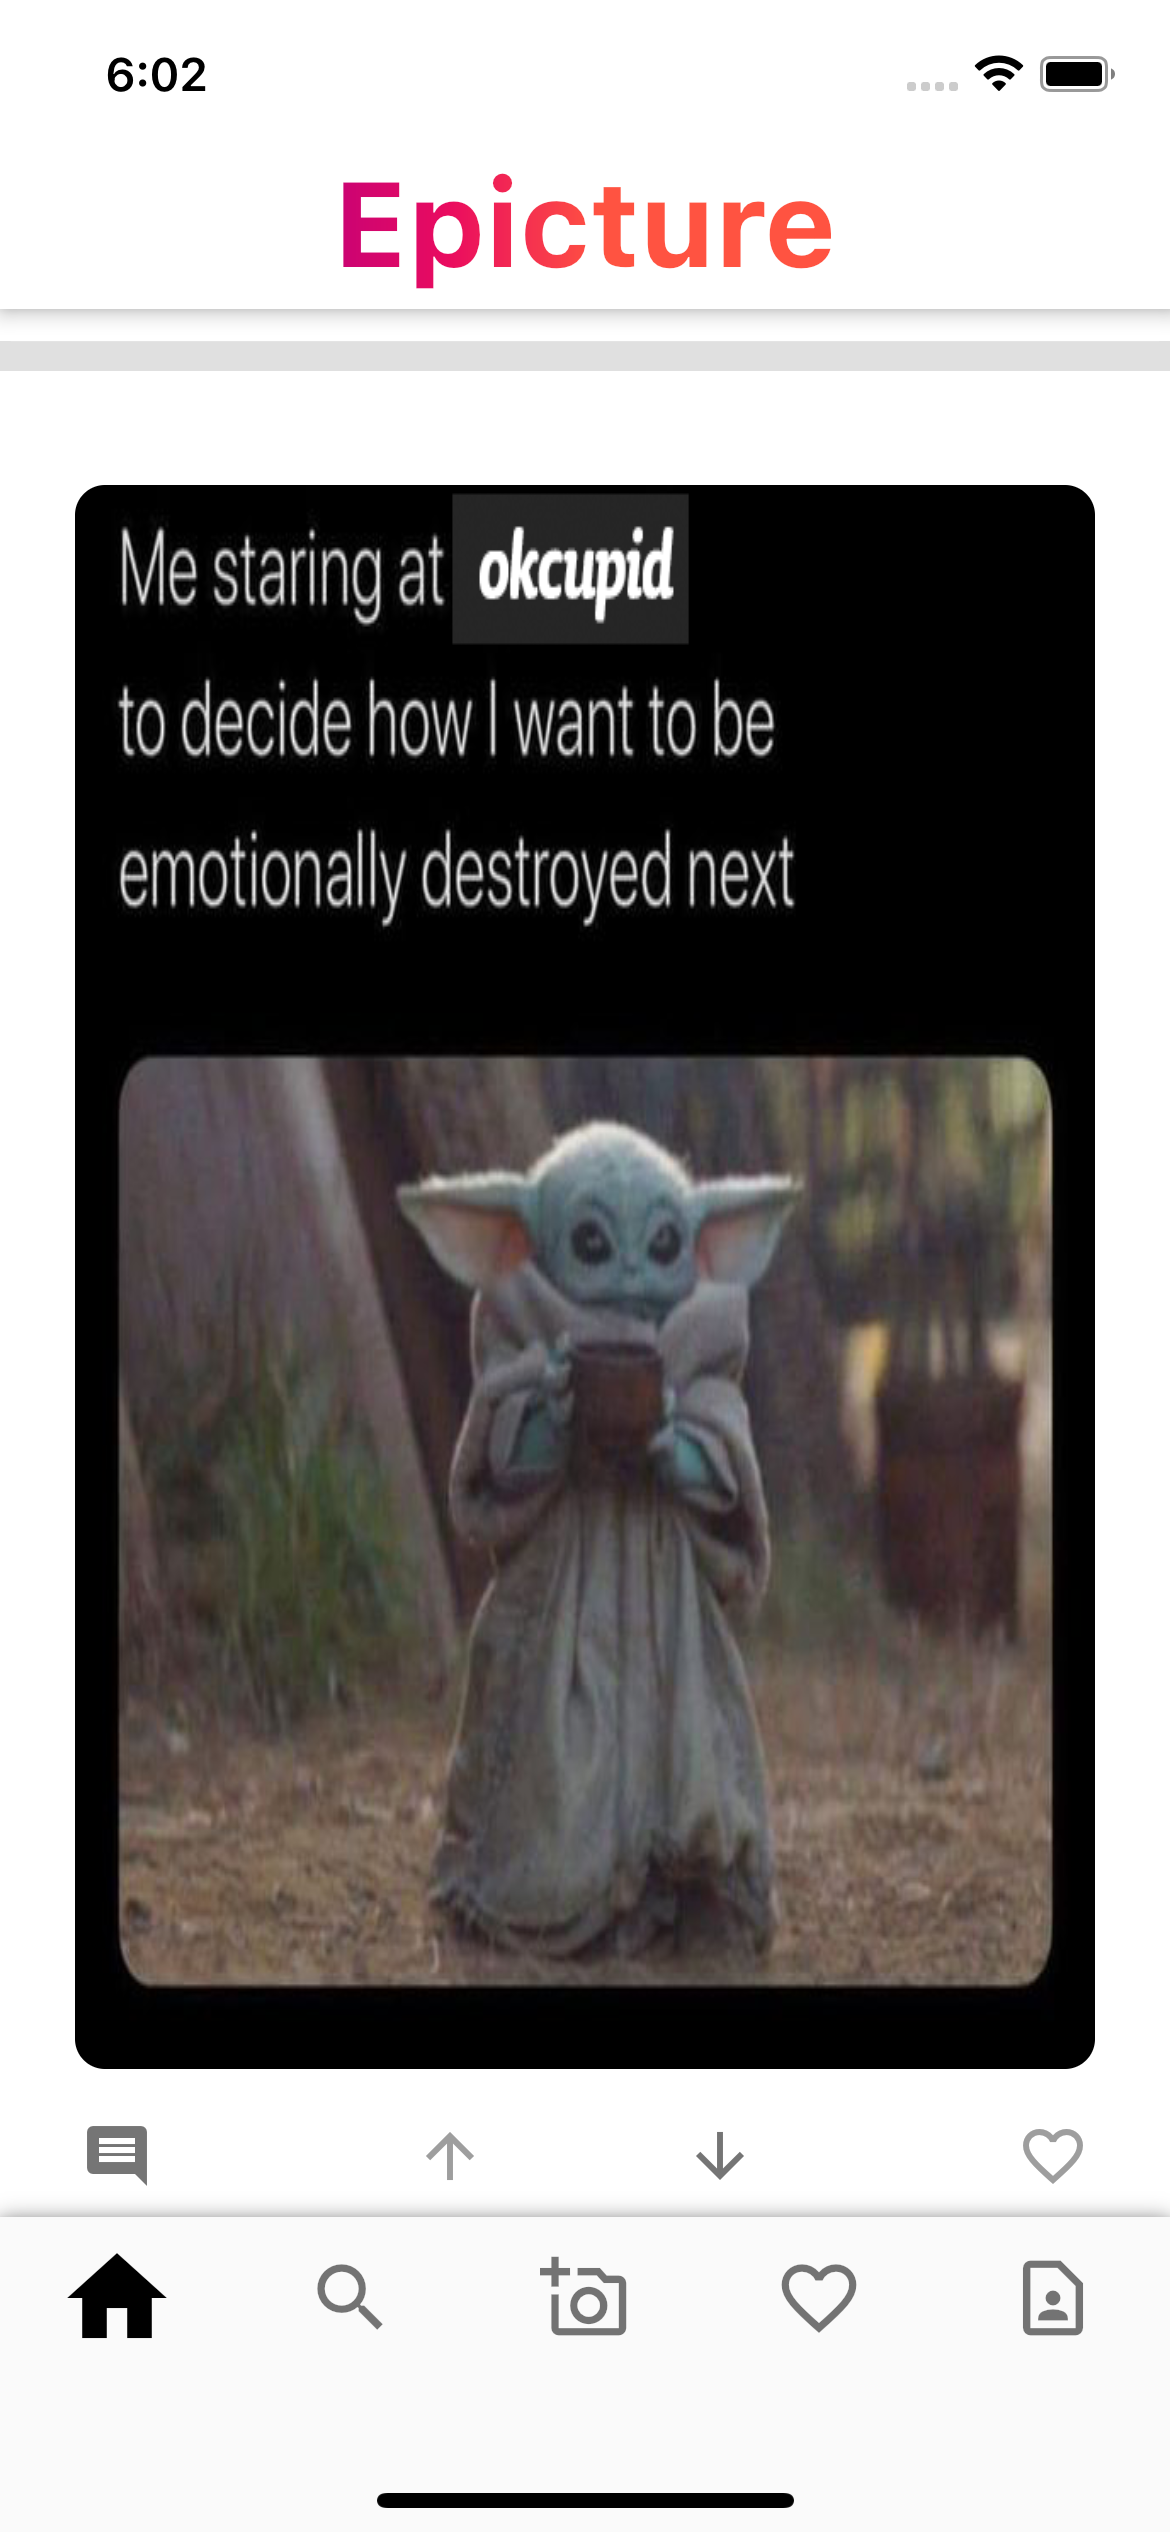 6:02
Epicture
Me staring at okcupid
to decide how I want to be
emotionally destroyed next